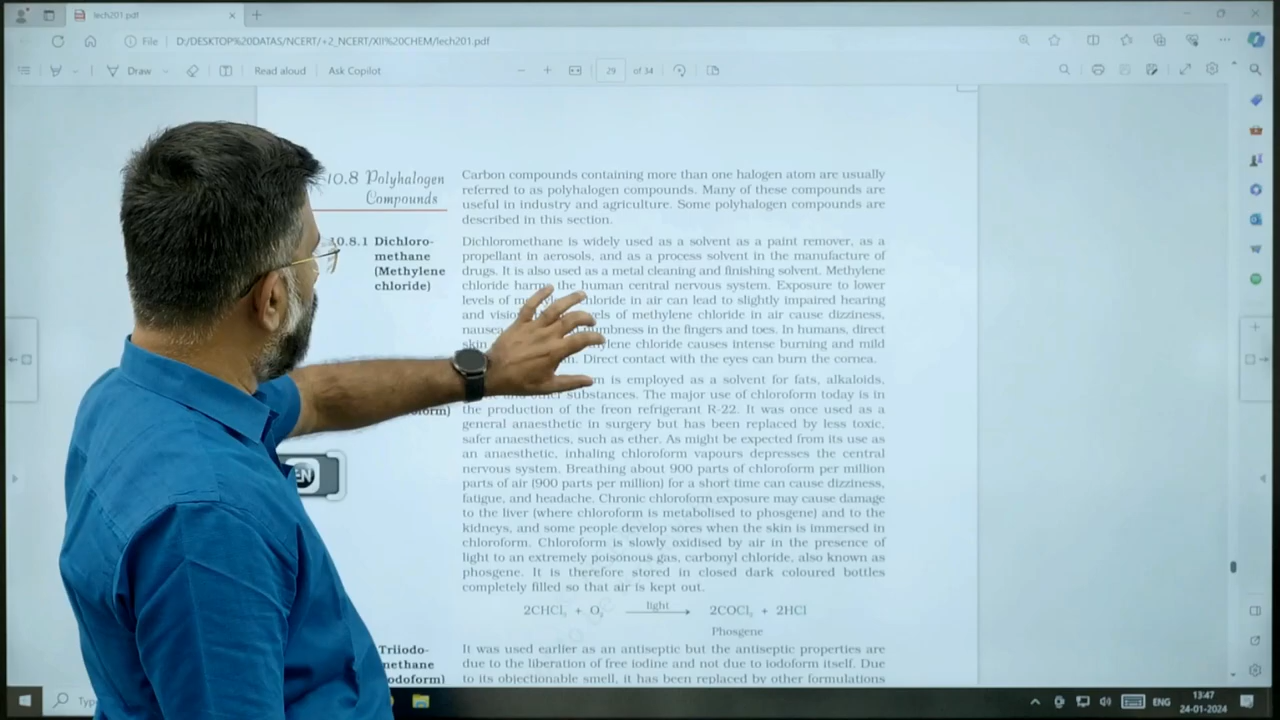 lech201.pdf
File D:/DESKTOP%20DATAS/NCERT/+2_NCERT/XII%20CHEM/lech201.pdf
Draw Read aloud Ask Copilot 29 of 34
10.8 Polyhalogen
Compounds
Carbon compounds containing more than one halogen atom are usually
referred to as polyhalogen compounds. Many of these compounds are
useful in industry and agriculture. Some polyhalogen compounds are
described in this section.
10.8.1 Dichloro-
methane
(Methylene
chloride)
Dichloromethane is widely used as a solvent as a paint remover, as a
propellant in aerosols, and as a process solvent in the manufacture of
drugs. It is also used as a metal cleaning and finishing solvent. Methylene
chloride harms the human central nervous system. Exposure to lower
levels of chloride in air can lead to slightly impaired hearing
and vision. of methylene chloride in air cause dizziness,
nausea, numbness in the fingers and toes. In humans, direct
skin causes intense burning and mild
Direct contact with the eyes can burn the cornea.
is employed as a solvent for fats, alkaloids,
and other substances. The major use of chloroform today is in
the production of the freon refrigerant R-22. It was once used as a
general anaesthetic in surgery but has been replaced by less toxic,
safer anaesthetics, such as ether. As might be expected from its use as
an anaesthetic, inhaling chloroform vapours depresses the central
nervous system. Breathing about 900 parts of chloroform per million
parts of air (900 parts per million) for a short time can cause dizziness,
fatigue, and headache. Chronic chloroform exposure may cause damage
to the liver (where chloroform is metabolised to phosgene) and to the
kidneys, and some people develop sores when the skin is immersed in
chloroform. Chloroform is slowly oxidised by air in the presence of
light to an extremely poisonous gas, carbonyl chloride, also known as
phosgene. It is therefore stored in closed dark coloured bottles
completely filled so that air is kept out.
2CHCl₃ + O₂ light 2COCl₂ + 2HCl
Phosgene
Triiodo-
methane
odoform)
It was used earlier as an antiseptic but the antiseptic properties are
due to the liberation of free iodine and not due to iodoform itself. Due
to its objectionable smell, it has been replaced by other formulations
ENG
13:47
24-01-2024